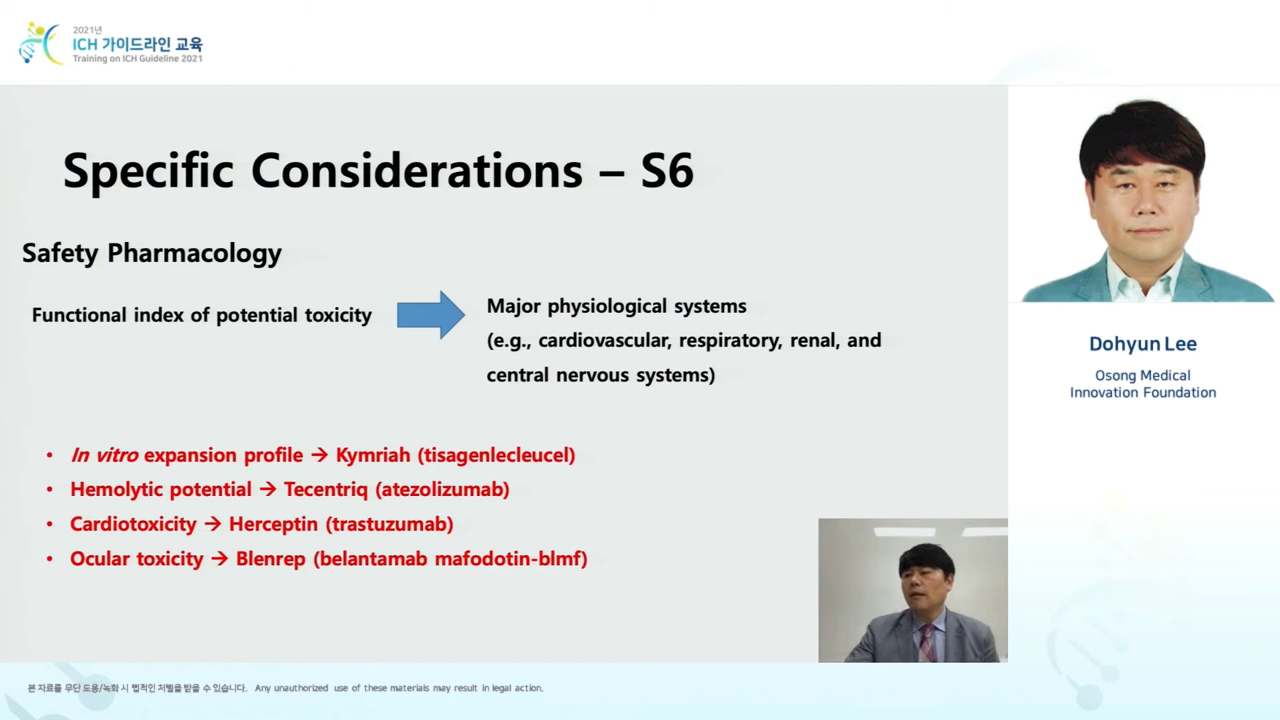 2021년
ICH 가이드라인 교육
Training on ICH Guideline 2021
Specific Considerations – S6
Safety Pharmacology
Functional index of potential toxicity
Major physiological systems
(e.g., cardiovascular, respiratory, renal, and
central nervous systems)
• In vitro expansion profile → Kymriah (tisagenlecleucel)
• Hemolytic potential → Tecentriq (atezolizumab)
• Cardiotoxicity → Herceptin (trastuzumab)
• Ocular toxicity → Blenrep (belantamab mafodotin-blmf)
Dohyun Lee
Osong Medical
Innovation Foundation
본 자료를 무단 도용/녹화 시 법적인 처벌을 받을 수 있습니다. Any unauthorized use of these materials may result in legal action.